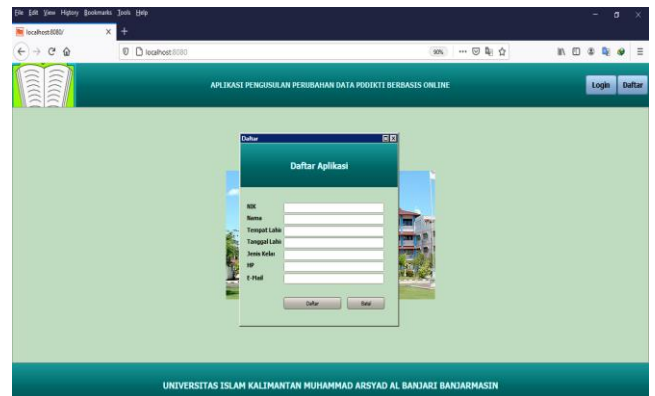 File Edit View History Bookmarks Tools Help
localhost:8080/
localhost:8080
90%
APLIKASI PENGUSULAN PERUBAHAN DATA PDDIKTI BERBASIS ONLINE
Login Daftar
Daftar
Daftar Aplikasi
NIK
Nama
Tempat Lahir
Tanggal Lahir
Jenis Kelas
HP
E-Mail
Daftar Batal
UNIVERSITAS ISLAM KALIMANTAN MUHAMMAD ARSYAD AL BANJARI BANJARMASIN